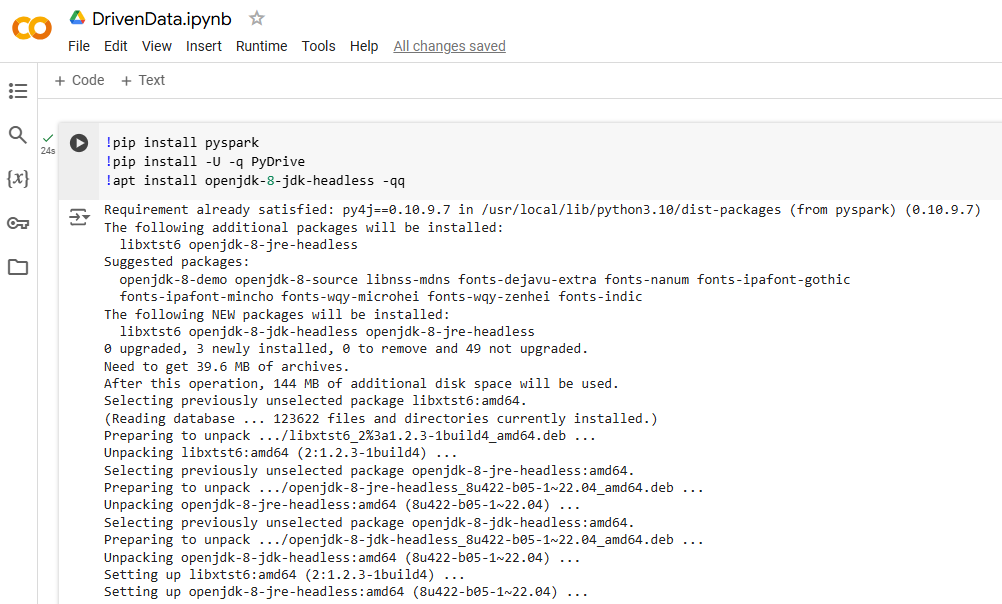 DrivenData.ipynb
File Edit View Insert Runtime Tools Help All changes saved
+ Code + Text
{x}
24s
!pip install pyspark
!pip install -U -q PyDrive
!apt install openjdk-8-jdk-headless -qq
Requirement already satisfied: py4j==0.10.9.7 in /usr/local/lib/python3.10/dist-packages (from pyspark) (0.10.9.7)
The following additional packages will be installed:
  libxtst6 openjdk-8-jre-headless
Suggested packages:
  openjdk-8-demo openjdk-8-source libnss-mdns fonts-dejavu-extra fonts-nanum fonts-ipafont-gothic
  fonts-ipafont-mincho fonts-wqy-microhei fonts-wqy-zenhei fonts-indic
The following NEW packages will be installed:
  libxtst6 openjdk-8-jdk-headless openjdk-8-jre-headless
0 upgraded, 3 newly installed, 0 to remove and 49 not upgraded.
Need to get 39.6 MB of archives.
After this operation, 144 MB of additional disk space will be used.
Selecting previously unselected package libxtst6:amd64.
(Reading database ... 123622 files and directories currently installed.)
Preparing to unpack .../libxtst6_2%3a1.2.3-1build4_amd64.deb ...
Unpacking libxtst6:amd64 (2:1.2.3-1build4) ...
Selecting previously unselected package openjdk-8-jre-headless:amd64.
Preparing to unpack .../openjdk-8-jre-headless_8u422-b05-1~22.04_amd64.deb ...
Unpacking openjdk-8-jre-headless:amd64 (8u422-b05-1~22.04) ...
Selecting previously unselected package openjdk-8-jdk-headless:amd64.
Preparing to unpack .../openjdk-8-jdk-headless_8u422-b05-1~22.04_amd64.deb ...
Unpacking openjdk-8-jdk-headless:amd64 (8u422-b05-1~22.04) ...
Setting up libxtst6:amd64 (2:1.2.3-1build4) ...
Setting up openjdk-8-jre-headless:amd64 (8u422-b05-1~22.04) ...